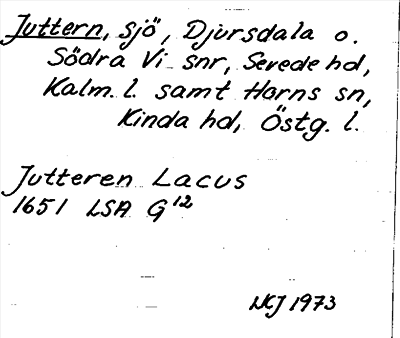 Juttern, sjö, Djursdala o.
Södra Vi snr, Sevede hd,
Kalm. l. samt Horns sn,
Kinda hd, Östg. l.
Jutteren Lacus
1651 LSA G12
NCJ 1973